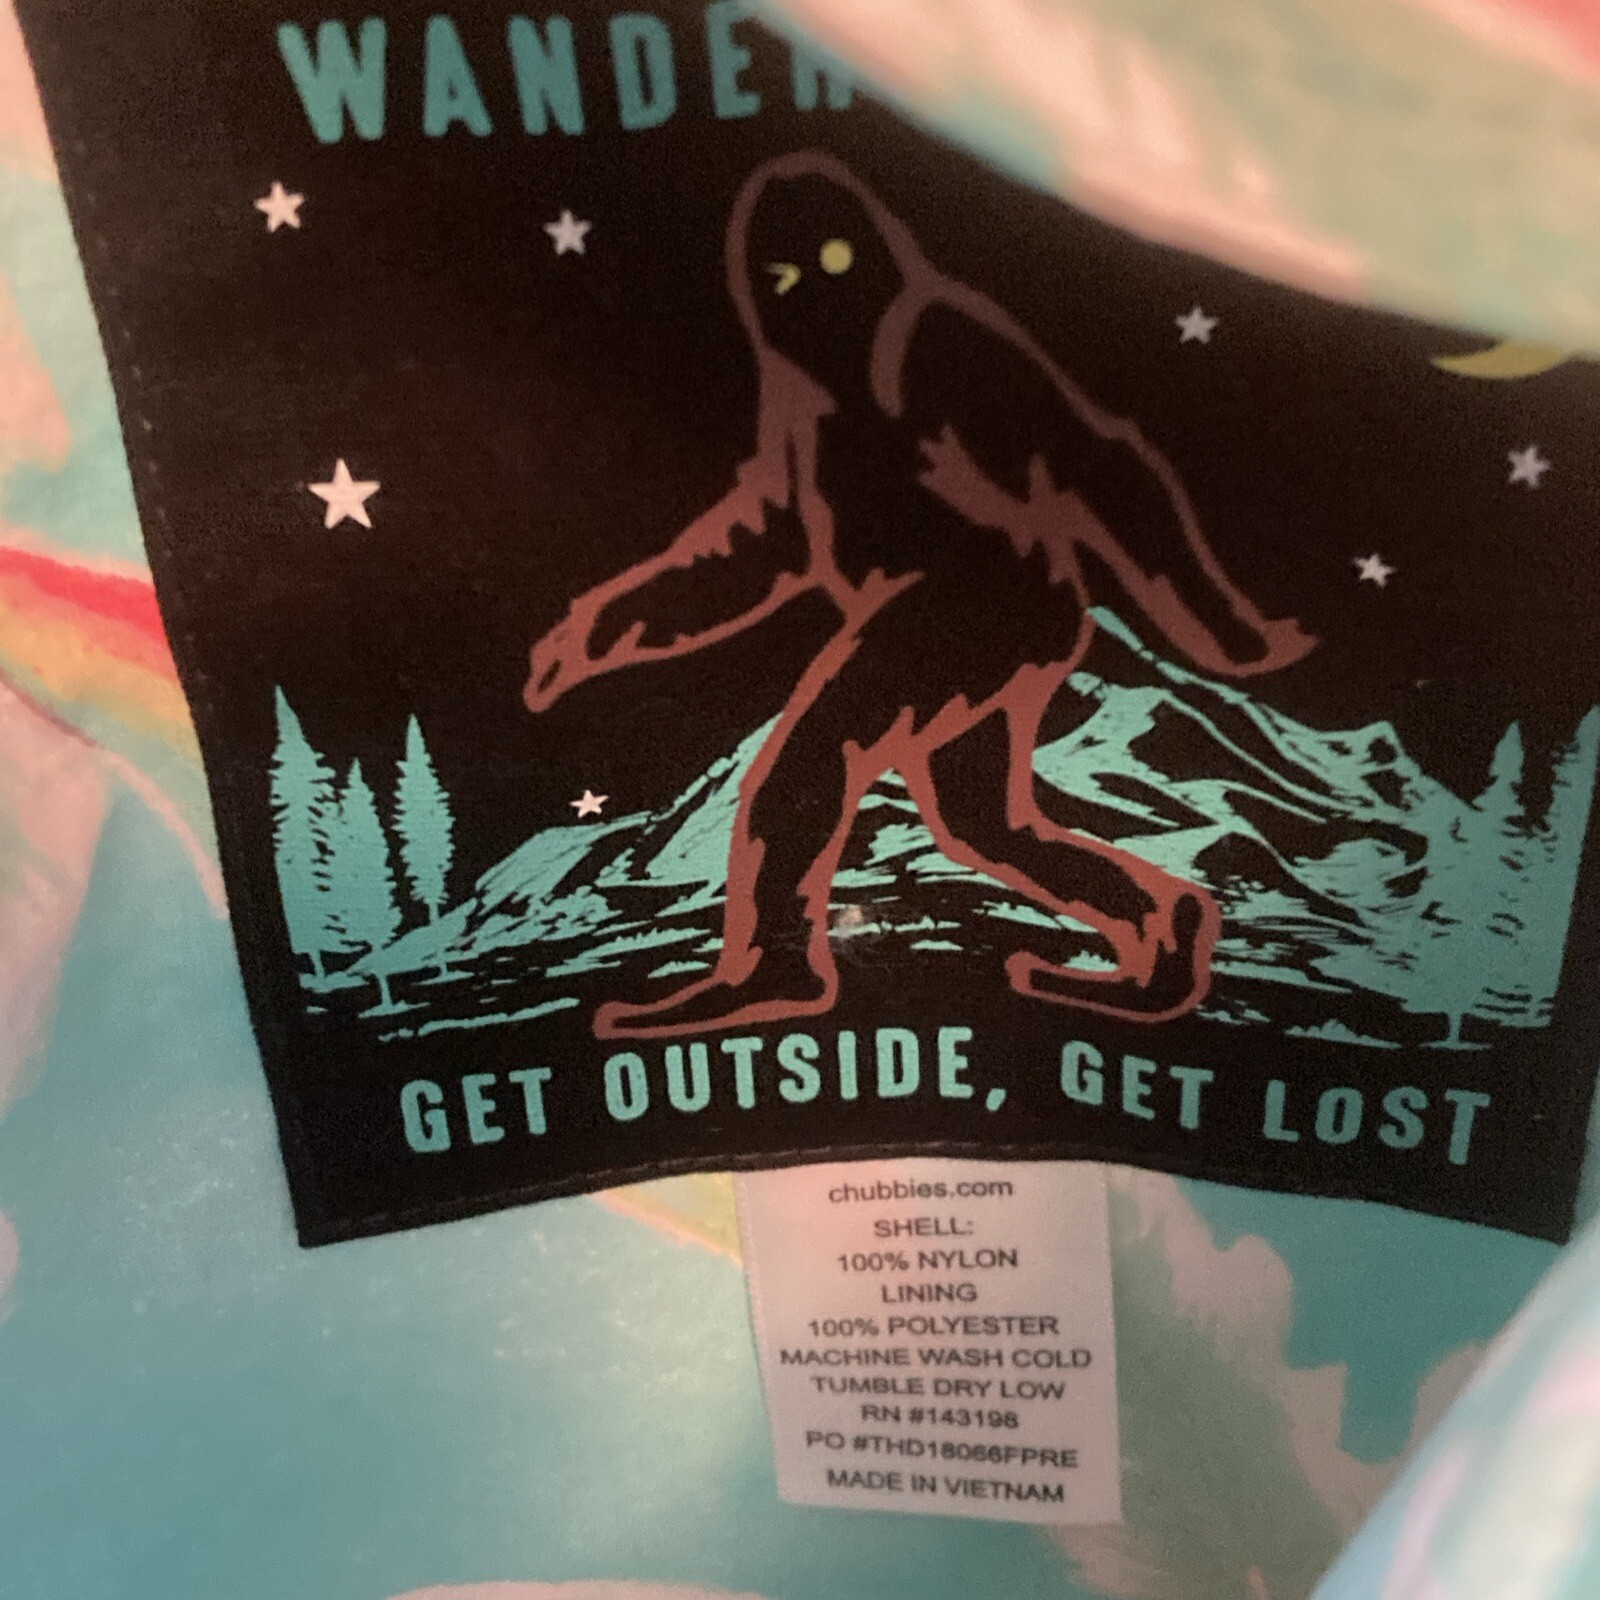 WANDER
GET OUTSIDE, GET LOST
chubbies.com
SHELL:
100% NYLON
LINING
100% POLYESTER
MACHINE WASH COLD
TUMBLE DRY LOW
RN #143198
PO #THD18066FPRE
MADE IN VIETNAM